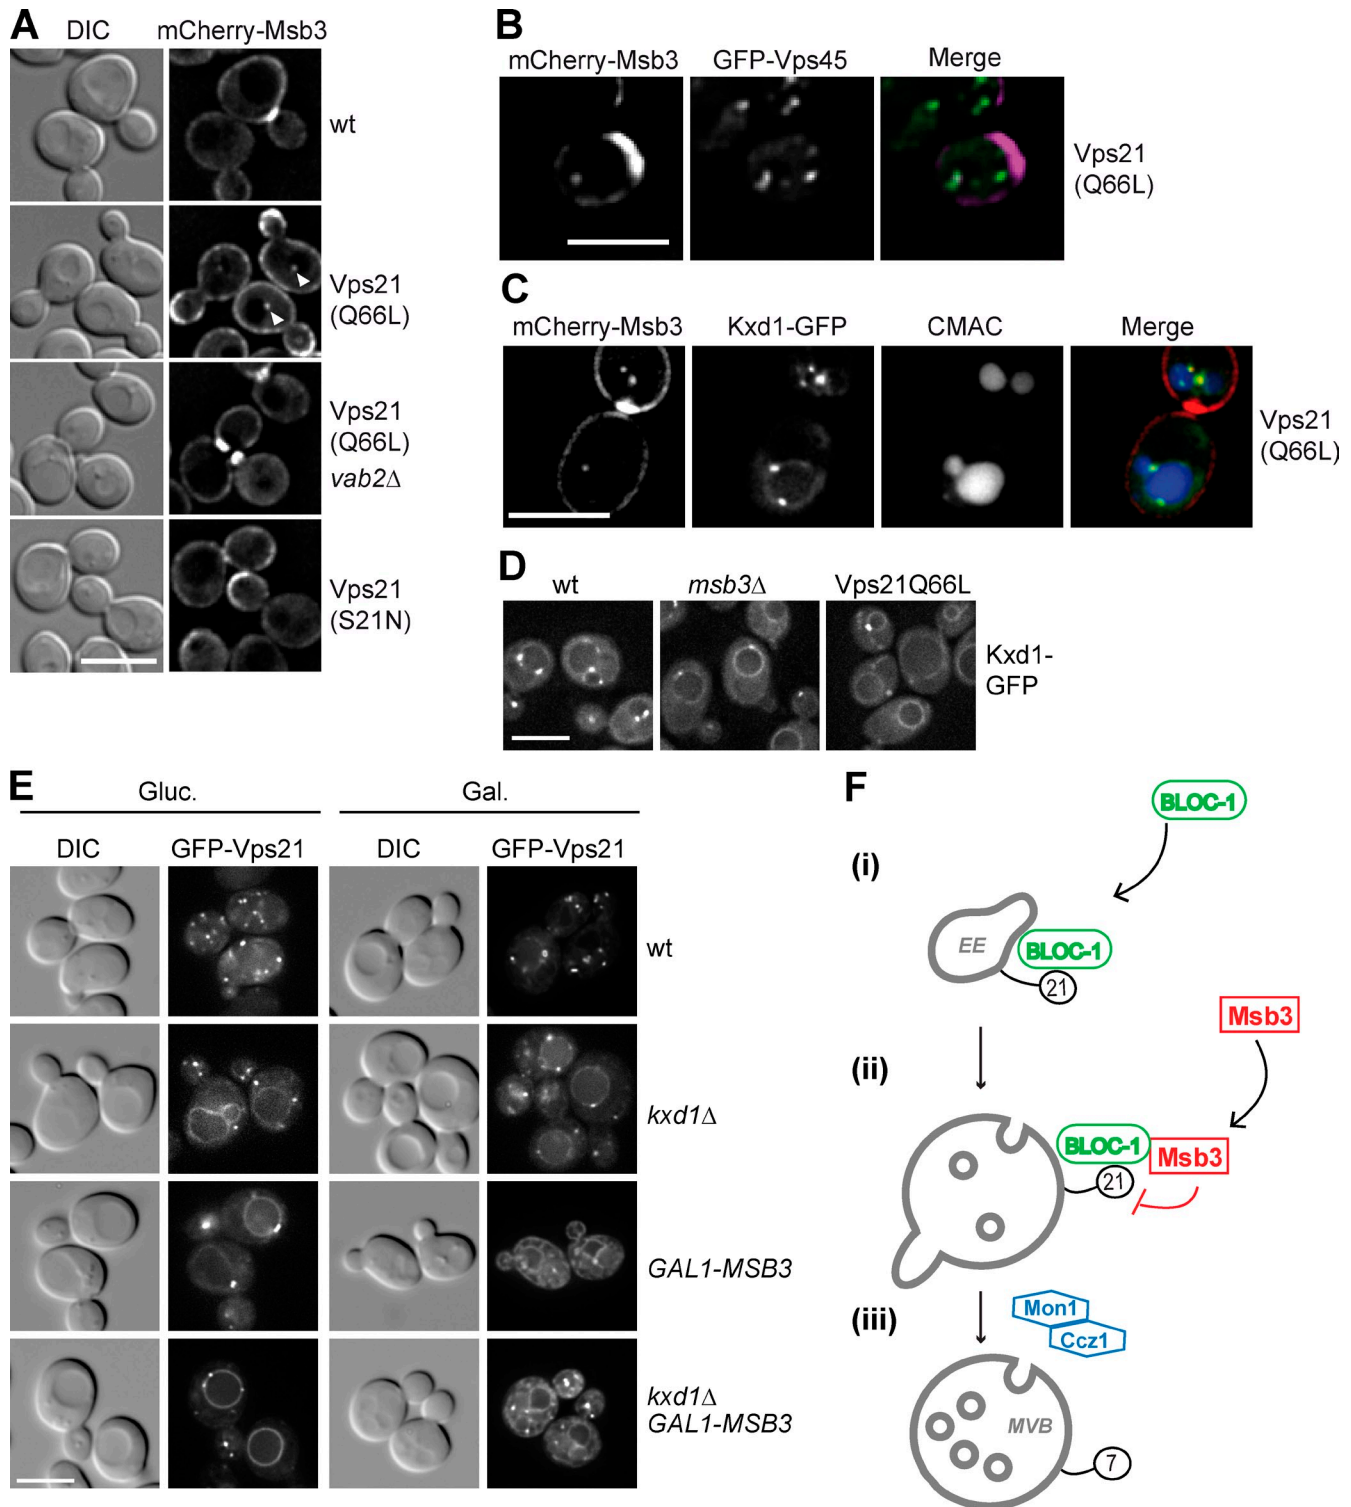 A
DIC
mCherry-Msb3
wt
Vps21
(Q66L)
Vps21
(Q66L)
vab2Δ
Vps21
(S21N)
B
mCherry-Msb3
GFP-Vps45
Merge
Vps21
(Q66L)
C
mCherry-Msb3
Kxd1-GFP
CMAC
Merge
Vps21
(Q66L)
D
wt
msb3Δ
Vps21Q66L
Kxd1-
GFP
E
Gluc.
Gal.
DIC
GFP-Vps21
DIC
GFP-Vps21
wt
kxd1Δ
GAL1-MSB3
kxd1Δ
GAL1-MSB3
F
BLOC-1
(i)
EE
BLOC-1
21
Msb3
(ii)
BLOC-1
Msb3
21
(iii)
Mon1
Ccz1
MVB
7